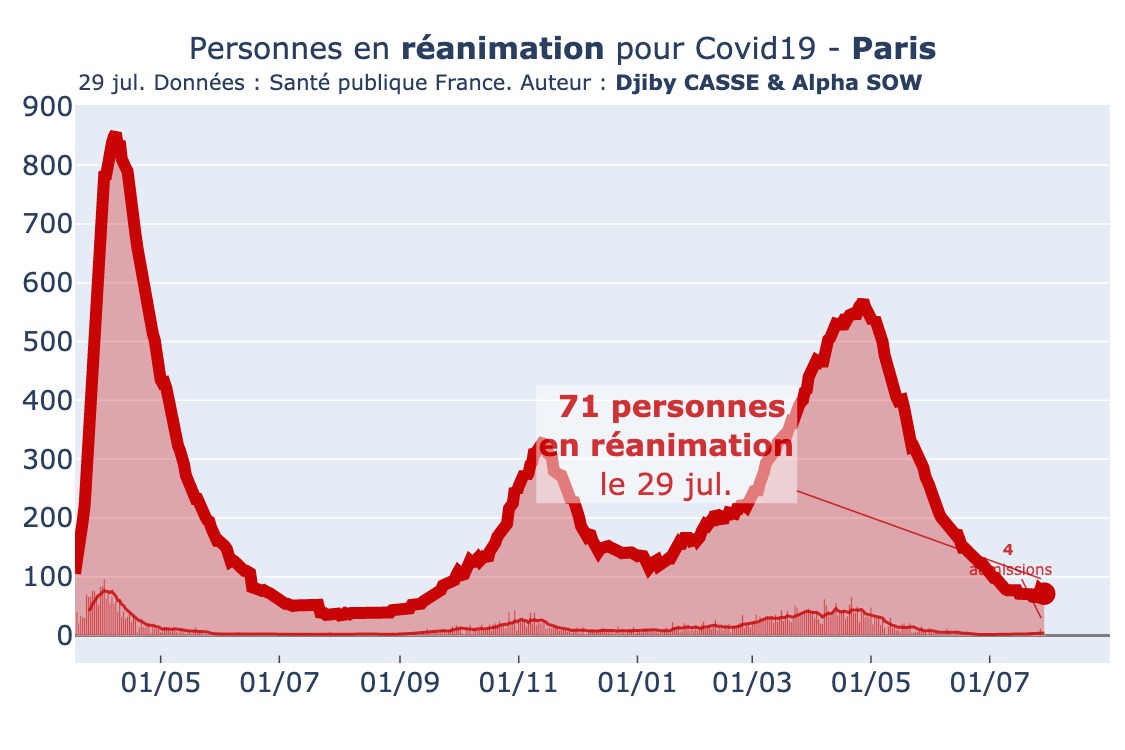 Personnes en réanimation pour Covid19 - Paris
29 jul. Données : Santé publique France. Auteur : Djiby CASSE & Alpha SOW
900
800
700
600
500
400
300
200
100
0
71 personnes
en réanimation
le 29 jul.
4
admissions
01/05 01/07 01/09 01/11 01/01 01/03 01/05 01/07